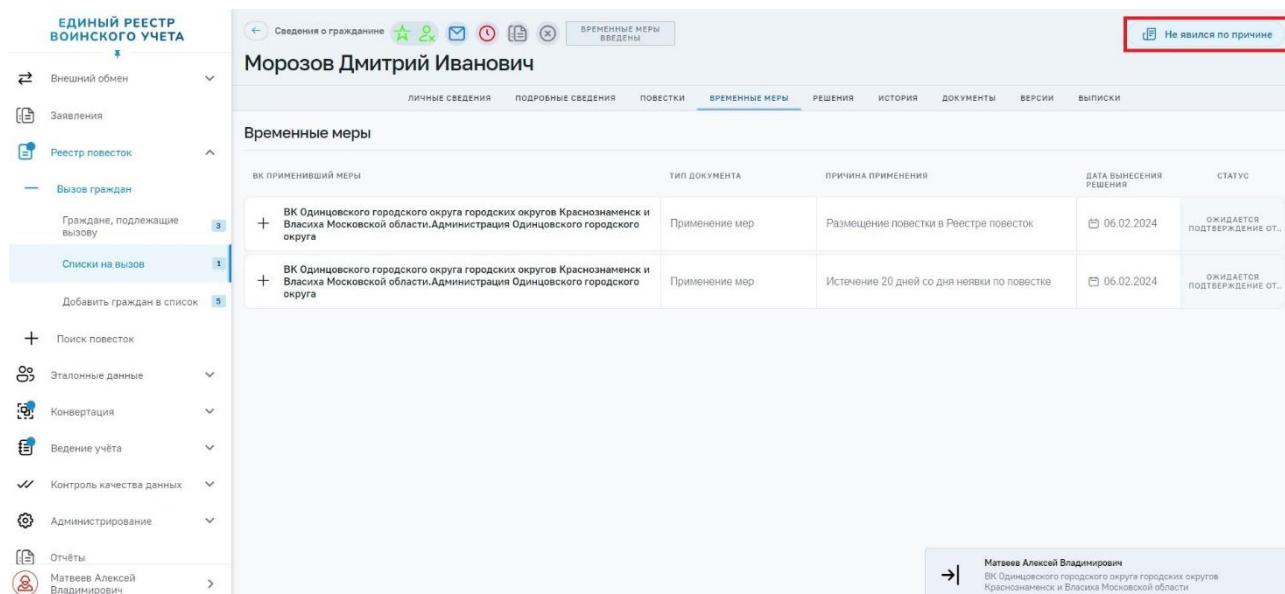 ЕДИНЫЙ РЕЕСТР
ВОИНСКОГО УЧЕТА
Внешний обмен
Заявления
Реестр повесток
Вызов граждан
Граждане, подлежащие
вызову
3
Списки на вызов
1
Добавить граждан в список
5
Поиск повесток
Эталонные данные
Конвертация
Ведение учёта
Контроль качества данных
Администрирование
Отчёты
Матвеев Алексей
Владимирович
Сведения о гражданине
ВРЕМЕННЫЕ МЕРЫ
ВВЕДЕНЫ
Не явился по причине
Морозов Дмитрий Иванович
ЛИЧНЫЕ СВЕДЕНИЯ ПОДРОБНЫЕ СВЕДЕНИЯ ПОВЕСТКИ ВРЕМЕННЫЕ МЕРЫ РЕШЕНИЯ ИСТОРИЯ ДОКУМЕНТЫ ВЕРСИИ ВЫПИСКИ
Временные меры
ВК ПРИМЕНИВШИЙ МЕРЫ
ТИП ДОКУМЕНТА
ПРИЧИНА ПРИМЕНЕНИЯ
ДАТА ВЫНЕСЕНИЯ
РЕШЕНИЯ
СТАТУС
ВК Одинцовского городского округа городских округов Краснознаменск и
Власиха Московской области.Администрация Одинцовского городского
округа
Применение мер
Размещение повестки в Реестре повесток
06.02.2024
ОЖИДАЕТСЯ
ПОДТВЕРЖДЕНИЕ ОТ..
ВК Одинцовского городского округа городских округов Краснознаменск и
Власиха Московской области.Администрация Одинцовского городского
округа
Применение мер
Истечение 20 дней со дня неявки по повестке
06.02.2024
ОЖИДАЕТСЯ
ПОДТВЕРЖДЕНИЕ ОТ..
Матвеев Алексей Владимирович
ВК Одинцовского городского округа городских округов
Краснознаменск и Власиха Московской области